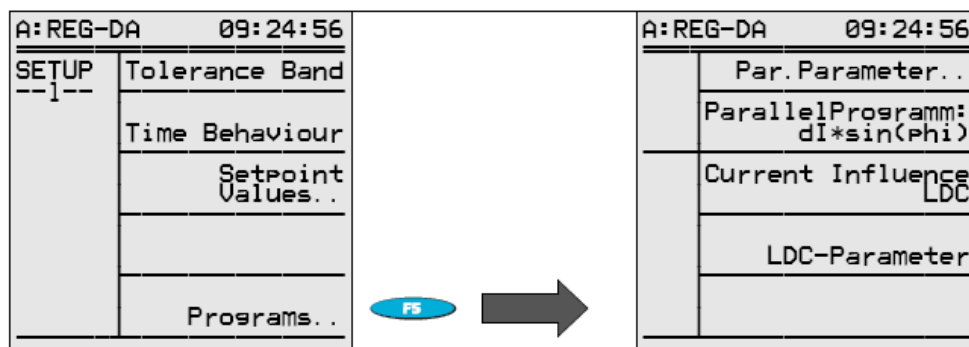 A:REG-DA 09:24:56
SETUP
--1--
Tolerance Band
Time Behaviour
Setpoint
Values..
Programs..
F5
A:REG-DA 09:24:56
Par.Parameter..
ParallelProgramm:
dI*sin(phi)
Current Influence
LDC
LDC-Parameter